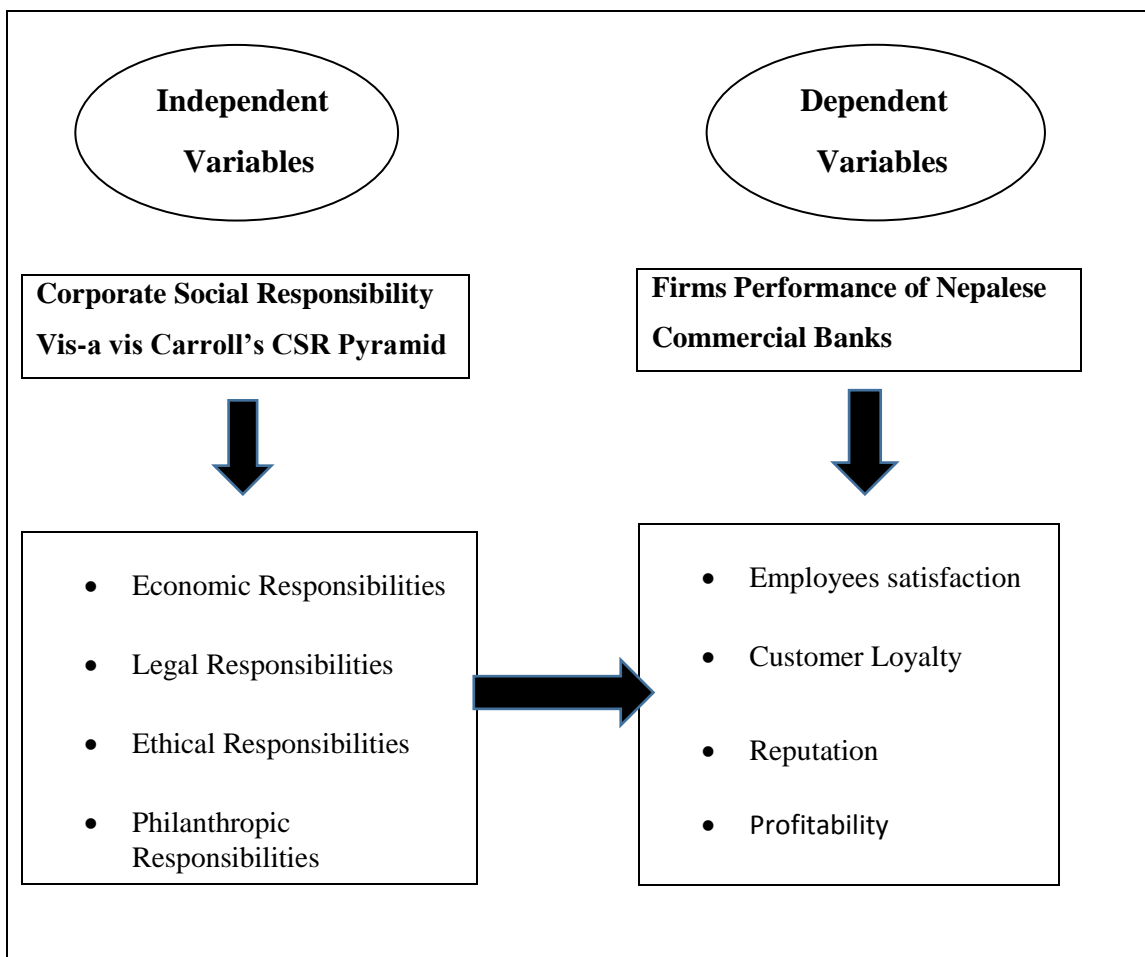 Independent
Variables
Dependent
Variables
Corporate Social Responsibility
Vis-a vis Carroll’s CSR Pyramid
Firms Performance of Nepalese
Commercial Banks
• Economic Responsibilities
• Legal Responsibilities
• Ethical Responsibilities
• Philanthropic
Responsibilities
• Employees satisfaction
• Customer Loyalty
• Reputation
• Profitability